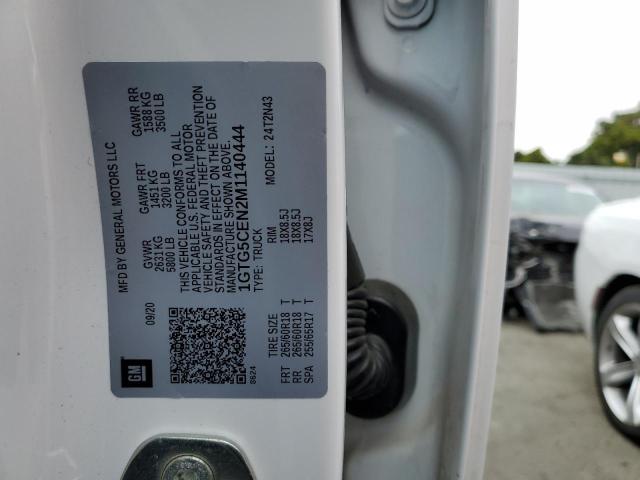 MFD BY GENERAL MOTORS LLC
09/20 GVWR GAWR FRT GAWR RR
2631 KG 1451 KG 1588 KG
5800 LB 3200 LB 3500 LB
THIS VEHICLE CONFORMS TO ALL
APPLICABLE U.S. FEDERAL MOTOR
VEHICLE SAFETY AND THEFT PREVENTION
STANDARDS IN EFFECT ON THE DATE OF
MANUFACTURE SHOWN ABOVE.
1GTG5CEN2M1140444
TYPE: TRUCK MODEL: 24T2N43
GM
8624
TIRE SIZE RIM
FRT 265/60R18 T 18X8.5J
RR 265/60R18 T 18X8.5J
SPA 255/65R17 T 17X8J